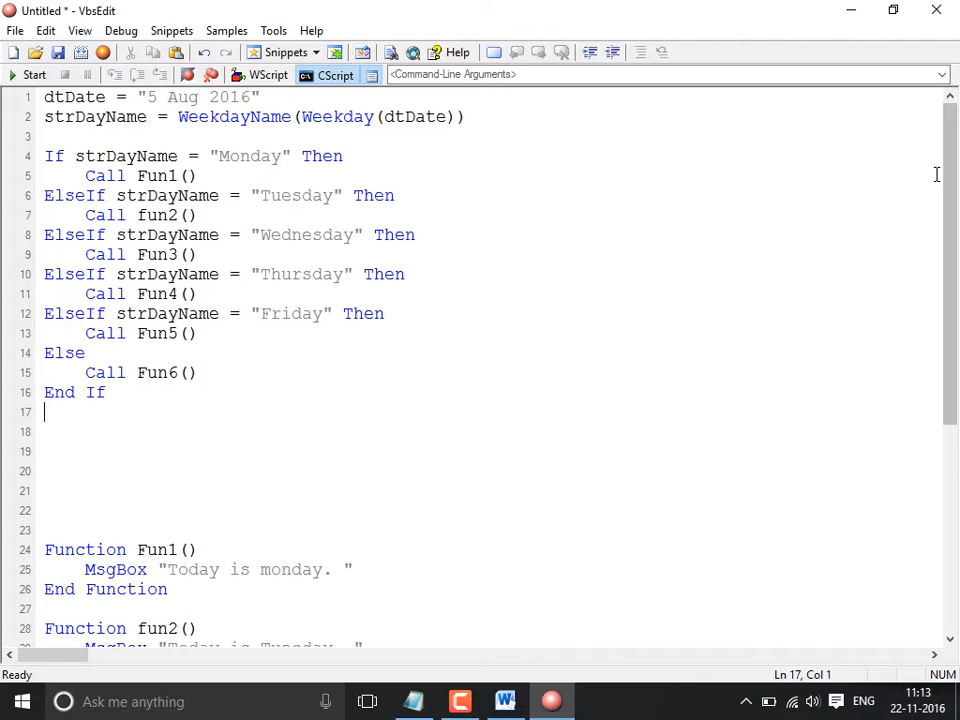 Untitled * - VbsEdit
File Edit View Debug Snippets Samples Tools Help
Snippets Help
Start WScript CScript <Command-Line Arguments>
1 dtDate = "5 Aug 2016"
2 strDayName = WeekdayName(Weekday(dtDate))
3
4 If strDayName = "Monday" Then
5 Call Fun1()
6 ElseIf strDayName = "Tuesday" Then
7 Call fun2()
8 ElseIf strDayName = "Wednesday" Then
9 Call Fun3()
10 ElseIf strDayName = "Thursday" Then
11 Call Fun4()
12 ElseIf strDayName = "Friday" Then
13 Call Fun5()
14 Else
15 Call Fun6()
16 End If
17
18
19
20
21
22
23
24 Function Fun1()
25 MsgBox "Today is monday. "
26 End Function
27
28 Function fun2()
29 MsgBox "Today is Tuesday. "
Ready Ln 17, Col 1 NUM
Ask me anything ENG 11:13
22-11-2016